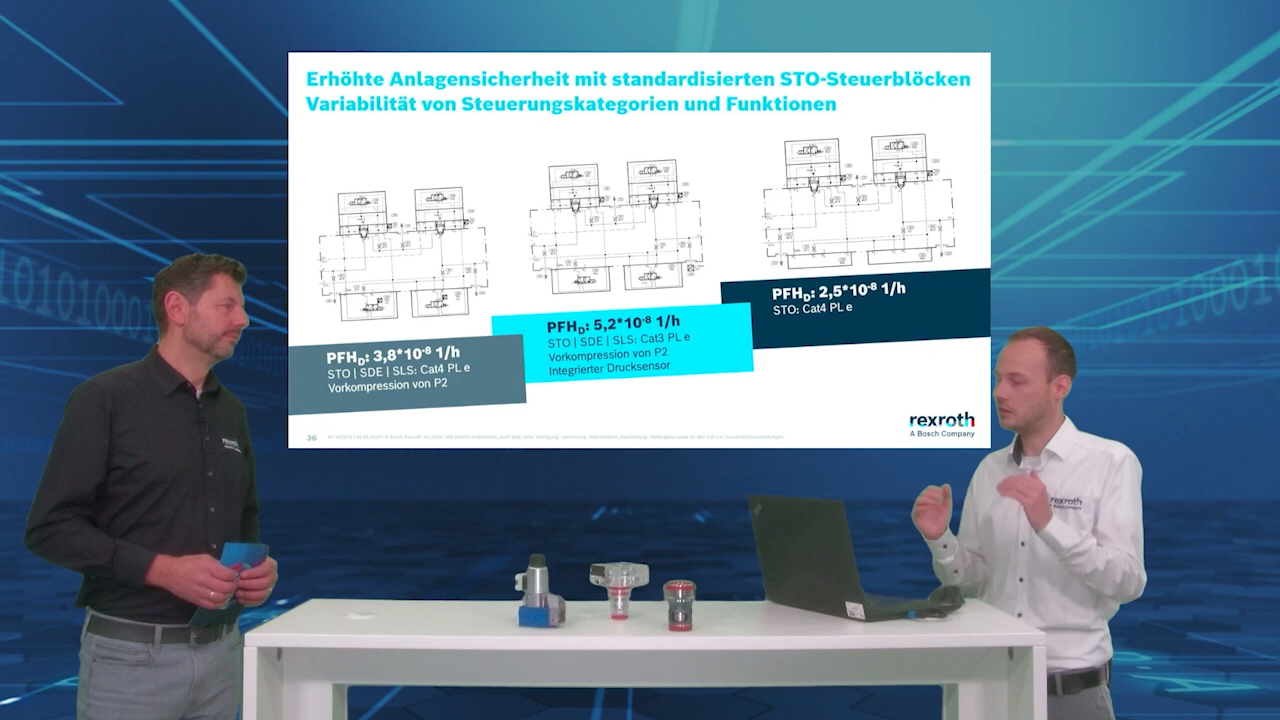 Erhöhte Anlagensicherheit mit standardisierten STO-Steuerblöcken
Variabilität von Steuerungskategorien und Funktionen
PFHD: 3,8*10-8 1/h
STO | SDE | SLS: Cat4 PL e
Vorkompression von P2
PFHD: 5,2*10-8 1/h
STO | SDE | SLS: Cat3 PL e
Vorkompression von P2
Integrierter Drucksensor
PFHD: 2,5*10-8 1/h
STO: Cat4 PL e
36
rexroth
A Bosch Company
rexroth
rexroth